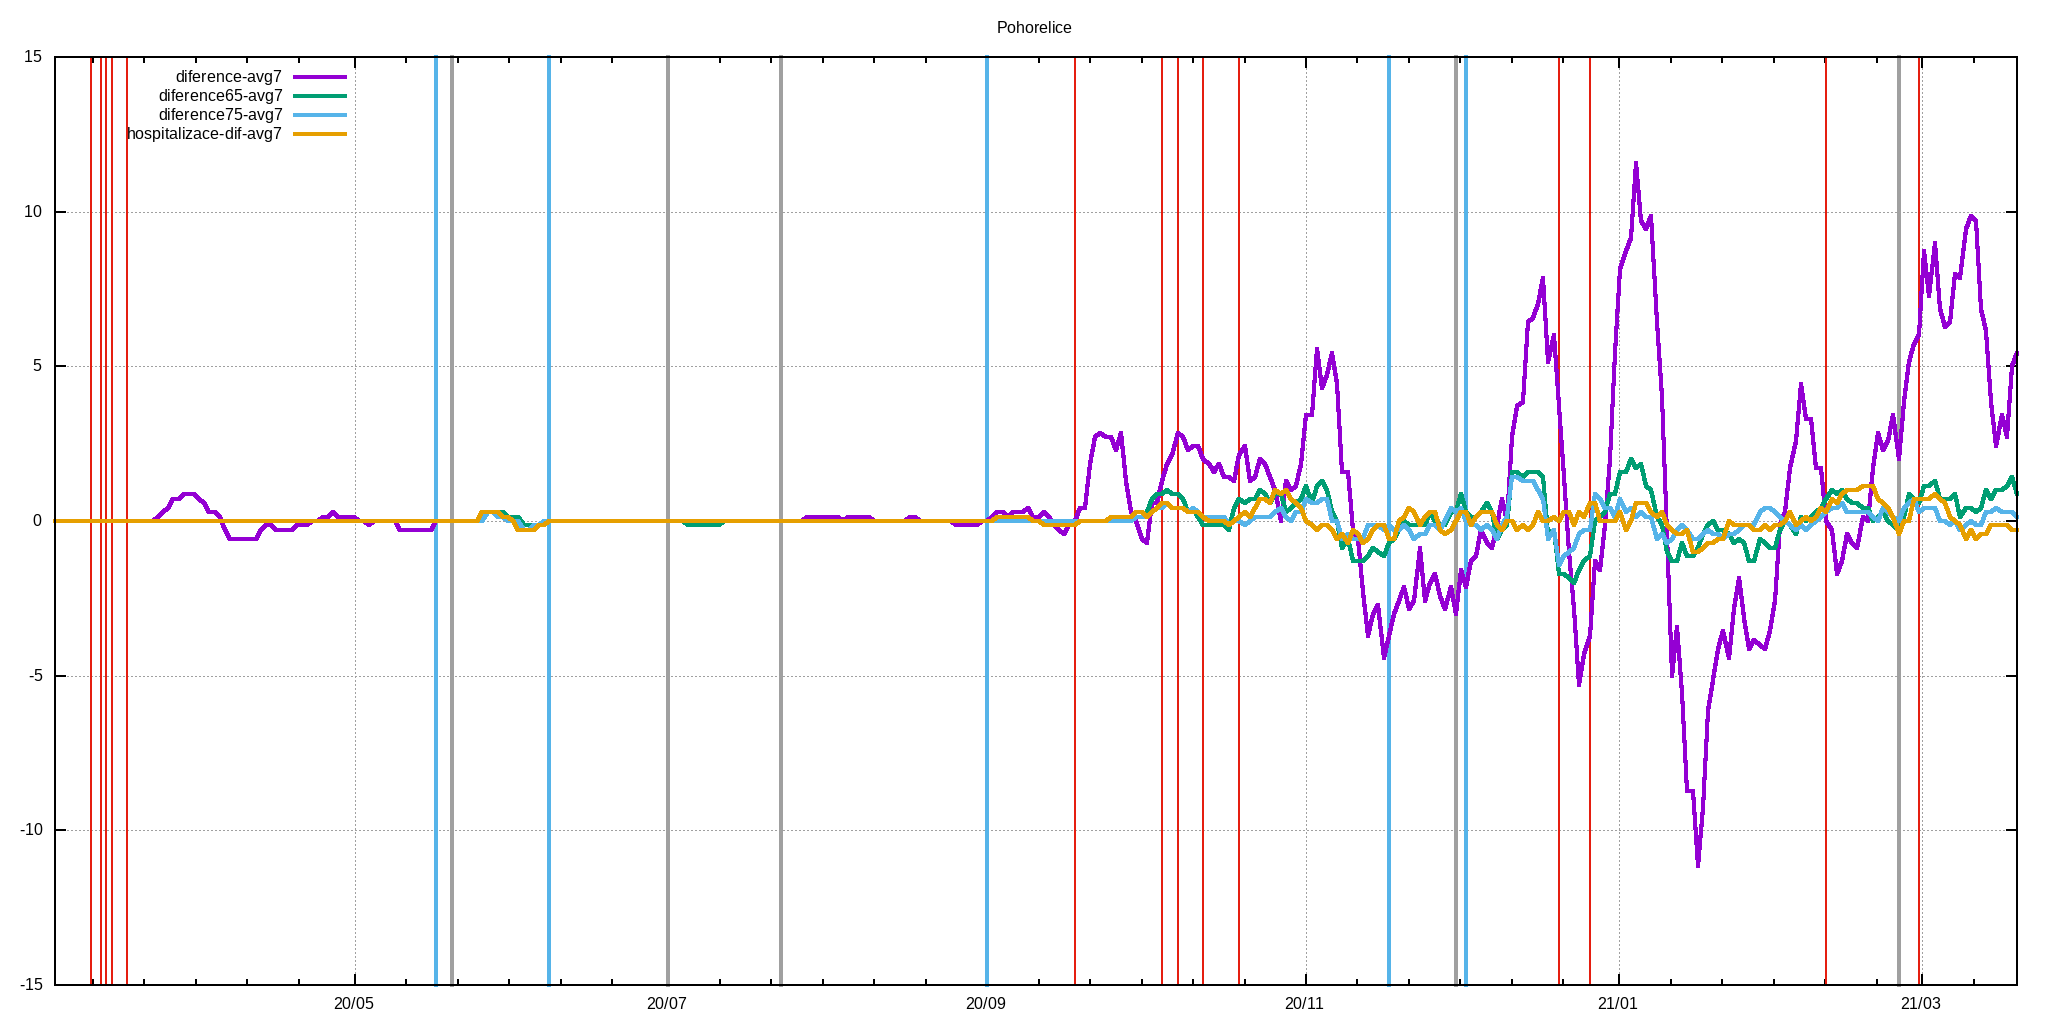 Pohorelice
diference-avg7
diference65-avg7
diference75-avg7
hospitalizace-dif-avg7
15
10
5
0
-5
-10
-15
20/05 20/07 20/09 20/11 21/01 21/03